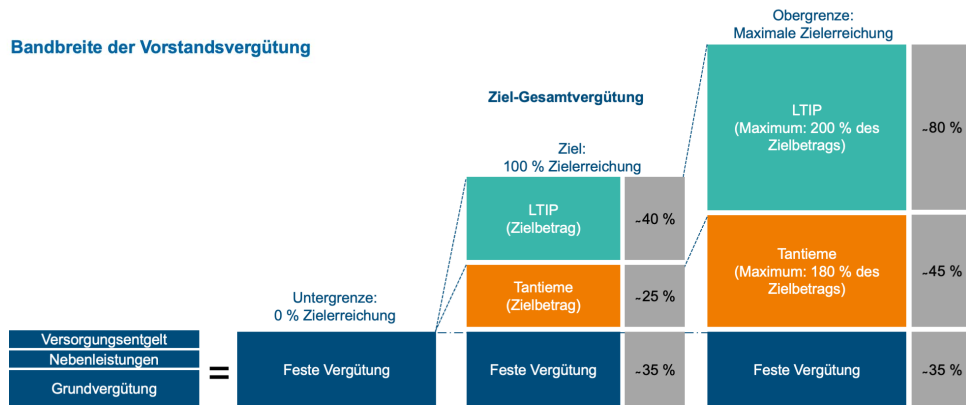 Bandbreite der Vorstandsvergütung
Versorgungsentgelt
Nebenleistungen
Grundvergütung
=
Untergrenze:
0 % Zielerreichung
Feste Vergütung
Ziel-Gesamtvergütung
Ziel:
100 % Zielerreichung
LTIP
(Zielbetrag)
~40 %
Tantieme
(Zielbetrag)
~25 %
Feste Vergütung
~35 %
Obergrenze:
Maximale Zielerreichung
LTIP
(Maximum: 200 % des
Zielbetrags)
~80 %
Tantieme
(Maximum: 180 % des
Zielbetrags)
~45 %
Feste Vergütung
~35 %